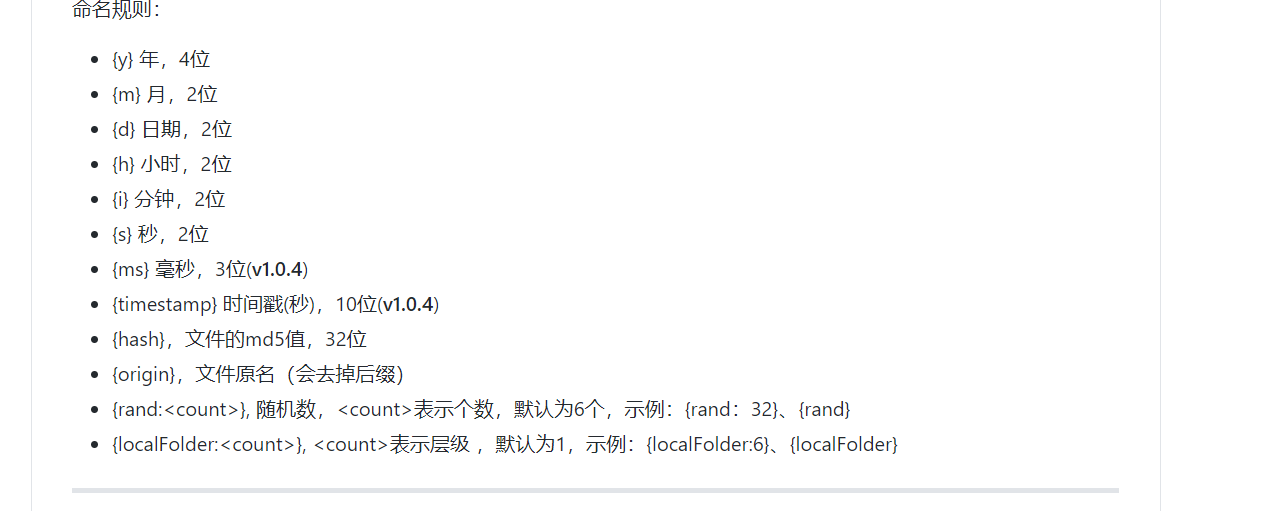 命名规则：
{y} 年，4位
{m} 月，2位
{d} 日期，2位
{h} 小时，2位
{i} 分钟，2位
{s} 秒，2位
{ms} 毫秒，3位(v1.0.4)
{timestamp} 时间戳(秒)，10位(v1.0.4)
{hash}，文件的md5值，32位
{origin}，文件原名（会去掉后缀）
{rand:<count>}, 随机数，<count>表示个数，默认为6个，示例：{rand：32}、{rand}
{localFolder:<count>}, <count>表示层级 ，默认为1，示例：{localFolder:6}、{localFolder}